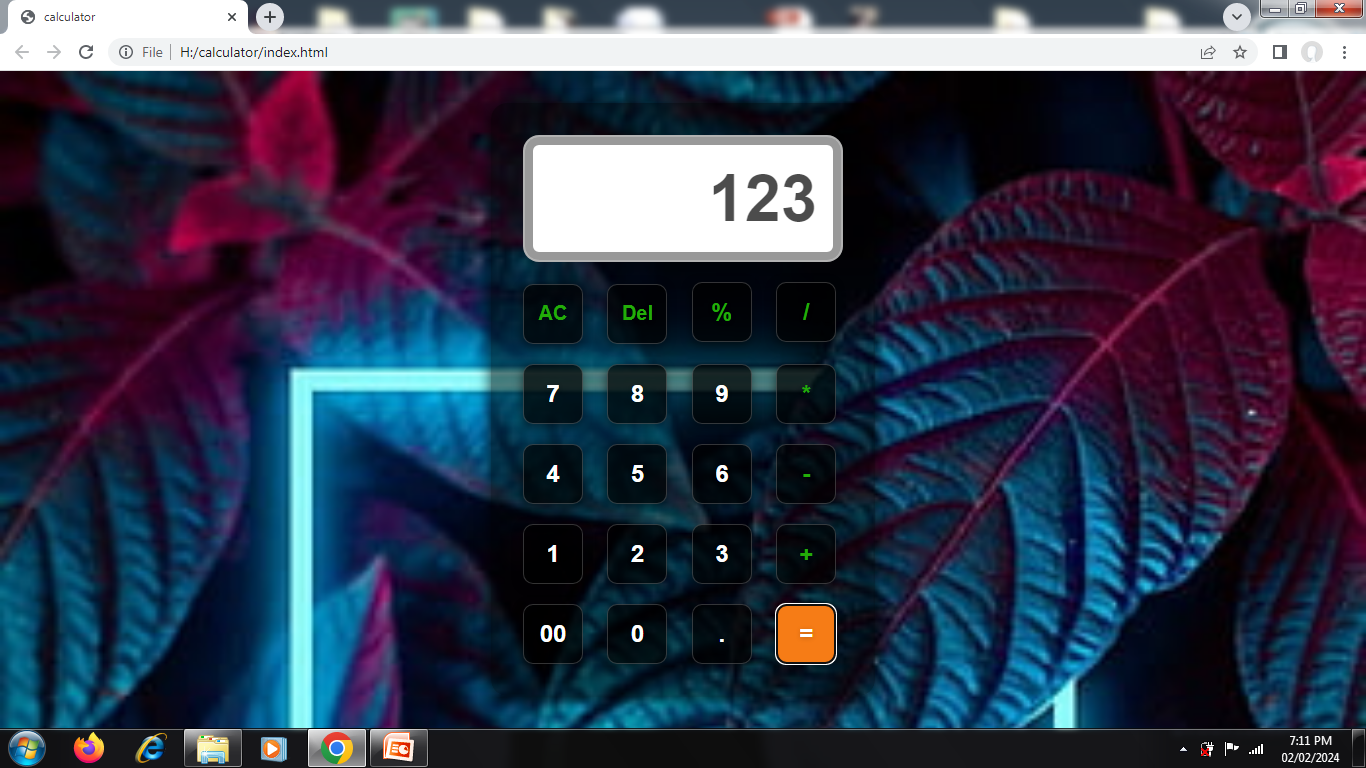 calculator
File H:/calculator/index.html
123
AC Del % /
7 8 9 *
4 5 6 -
1 2 3 +
00 0 . =
7:11 PM
02/02/2024